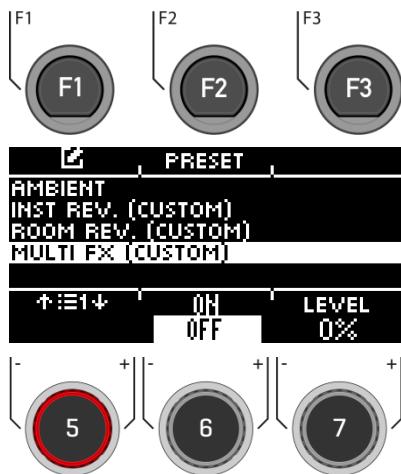 F1 F2 F3
F1 F2 F3
PRESET
AMBIENT
INST REV. (CUSTOM)
ROOM REV. (CUSTOM)
MULTI FX (CUSTOM)
↑☰1↓ ON LEVEL
OFF 0%
- + - + - +
5 6 7